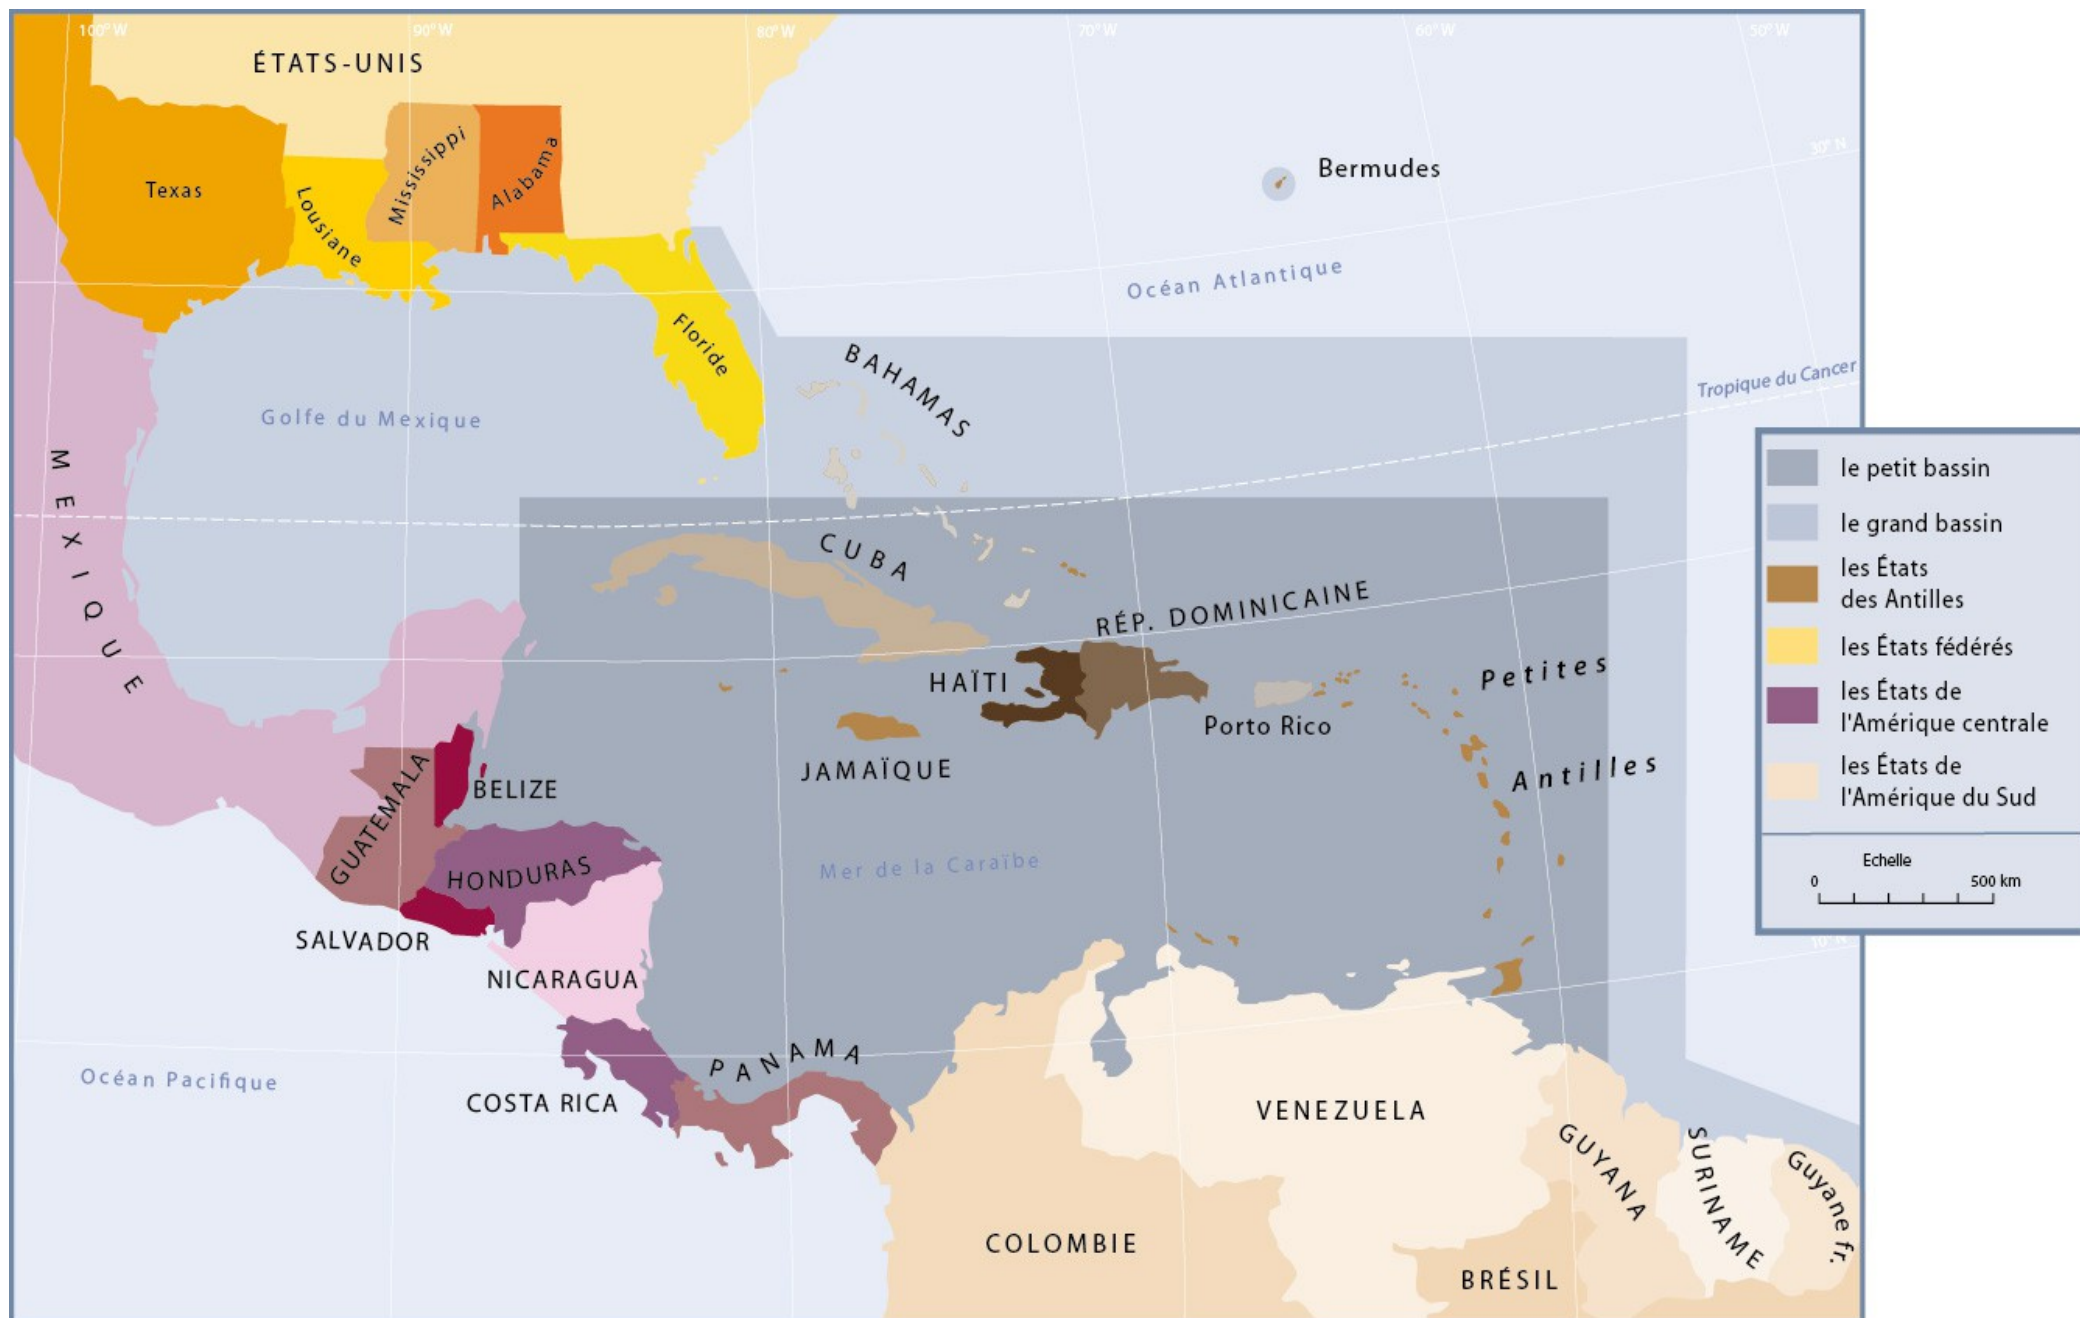 100° W
90° W
80° W
70° W
60° W
50° W
ÉTATS-UNIS
30° N
Texas
Lousiane
Mississippi
Alabama
Bermudes
Océan Atlantique
Floride
BAHAMAS
Tropique du Cancer
Golfe du Mexique
MEXIQUE
CUBA
RÉP. DOMINICAINE
HAÏTI
Porto Rico
Petites
Antilles
JAMAÏQUE
GUATEMALA
BELIZE
HONDURAS
Mer de la Caraïbe
SALVADOR
NICARAGUA
10° N
PANAMA
Océan Pacifique
COSTA RICA
VENEZUELA
GUYANA
SURINAME
Guyane fr.
COLOMBIE
BRÉSIL
le petit bassin
le grand bassin
les États
des Antilles
les États fédérés
les États de
l'Amérique centrale
les États de
l'Amérique du Sud
Echelle
0 500 km